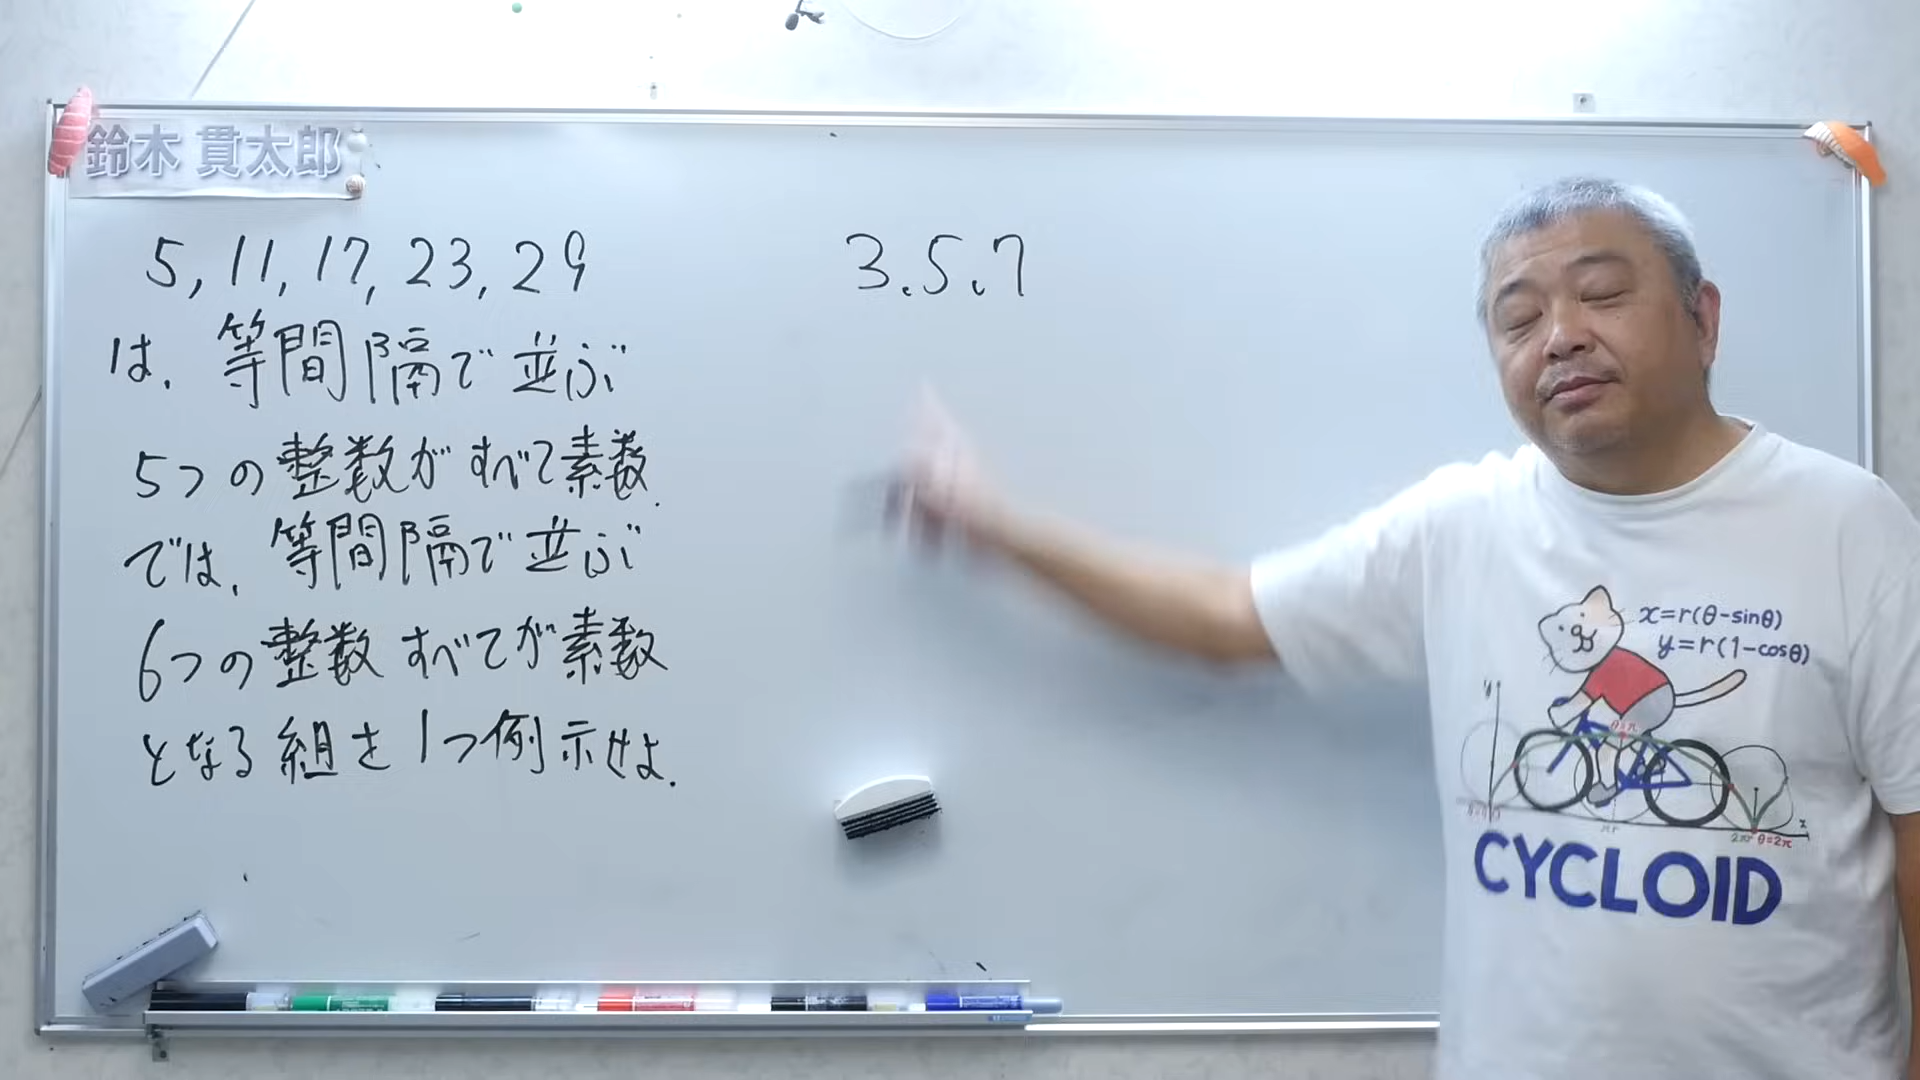 鈴木 貫太郎
5, 11, 17, 23, 29
は、等間隔で並ぶ
5つの整数がすべて素数.
では、等間隔で並ぶ
6つの整数すべてが素数
となる組を1つ例示せよ.
3.5.7
x=r(θ-sinθ)
y=r(1-cosθ)
θ=π
πr
2πr θ=2π
x
CYCLOID